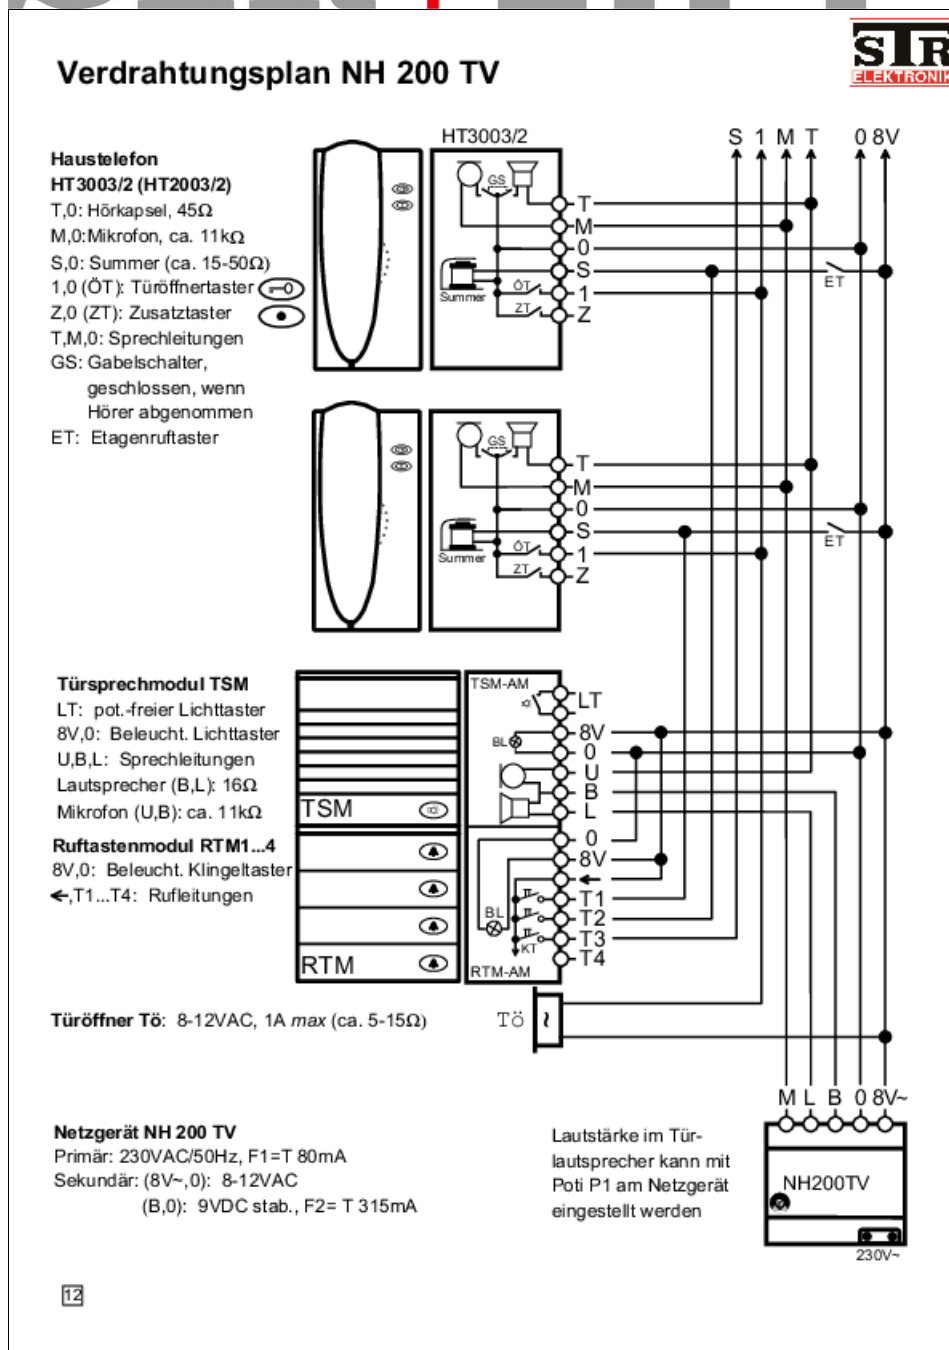 Verdrahtungsplan NH 200 TV
STR
ELEKTRONIK
Haustelefon
HT3003/2 (HT2003/2)
T,0: Hörkapsel, 45Ω
M,0:Mikrofon, ca. 11kΩ
S,0: Summer (ca. 15-50Ω)
1,0 (ÖT): Türöffnertaster
Z,0 (ZT): Zusatztaster
T,M,0: Sprechleitungen
GS: Gabelschalter,
geschlossen, wenn
Hörer abgenommen
ET: Etagenruftaster
HT3003/2
S 1 M T 0 8V
GS
T
M
0
S
1
Z
Summer
ÖT
ZT
ET
GS
T
M
0
S
1
Z
Summer
ÖT
ZT
ET
Türsprechmodul TSM
LT: pot.-freier Lichttaster
8V,0: Beleucht. Lichttaster
U,B,L: Sprechleitungen
Lautsprecher (B,L): 16Ω
Mikrofon (U,B): ca. 11kΩ
Ruftastenmodul RTM1...4
8V,0: Beleucht. Klingeltaster
←,T1...T4: Rufleitungen
TSM
RTM
TSM-AM
LT
8V
BL
0
U
B
L
0
8V
←
T1
BL
T2
T3
KT
T4
RTM-AM
Türöffner Tö: 8-12VAC, 1A max (ca. 5-15Ω)
Tö
~
M L B 0 8V~
Netzgerät NH 200 TV
Primär: 230VAC/50Hz, F1=T 80mA
Sekundär: (8V~,0): 8-12VAC
(B,0): 9VDC stab., F2= T 315mA
Lautstärke im Tür-
lautsprecher kann mit
Poti P1 am Netzgerät
eingestellt werden
NH200TV
230V~
12